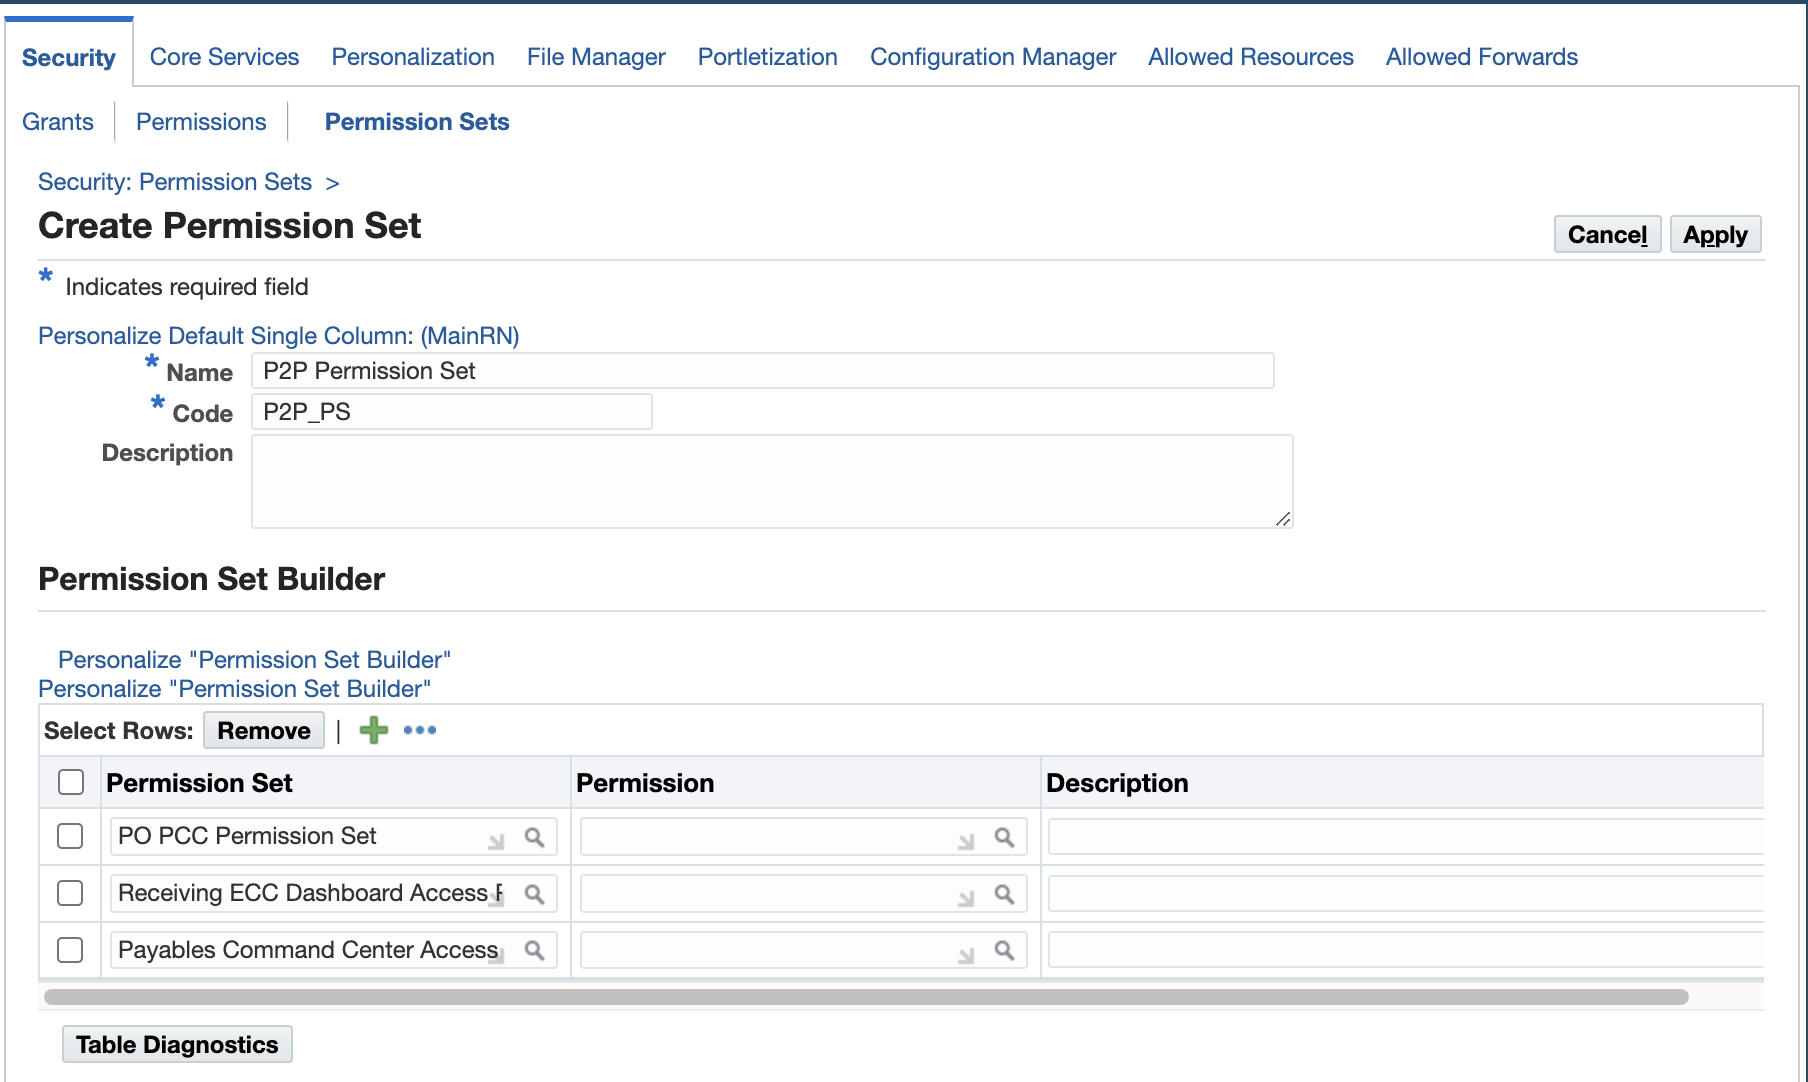 Security Core Services Personalization File Manager Portletization Configuration Manager Allowed Resources Allowed Forwards
Grants Permissions Permission Sets
Security: Permission Sets >
Create Permission Set
Cancel Apply
* Indicates required field
Personalize Default Single Column: (MainRN)
* Name P2P Permission Set
* Code P2P_PS
Description
Permission Set Builder
Personalize "Permission Set Builder"
Personalize "Permission Set Builder"
Select Rows: Remove |
Permission Set Permission Description
PO PCC Permission Set
Receiving ECC Dashboard Access
Payables Command Center Access
Table Diagnostics